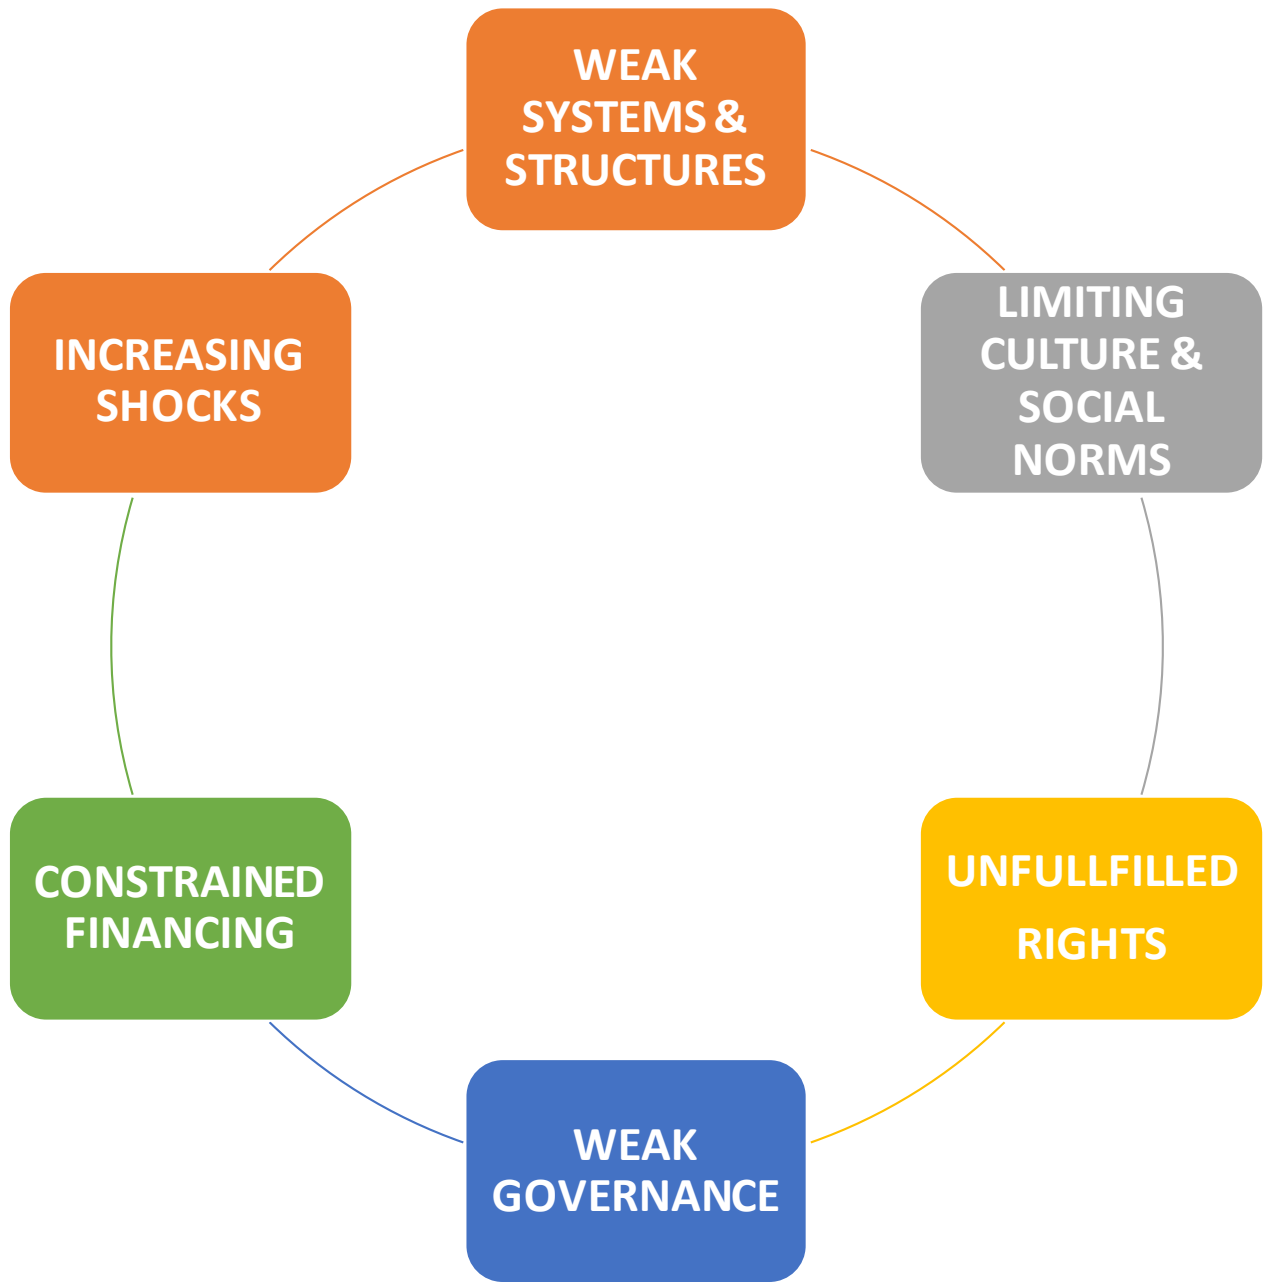 WEAK
SYSTEMS &
STRUCTURES
LIMITING
CULTURE &
SOCIAL
NORMS
UNFULLFILLED
RIGHTS
WEAK
GOVERNANCE
CONSTRAINED
FINANCING
INCREASING
SHOCKS